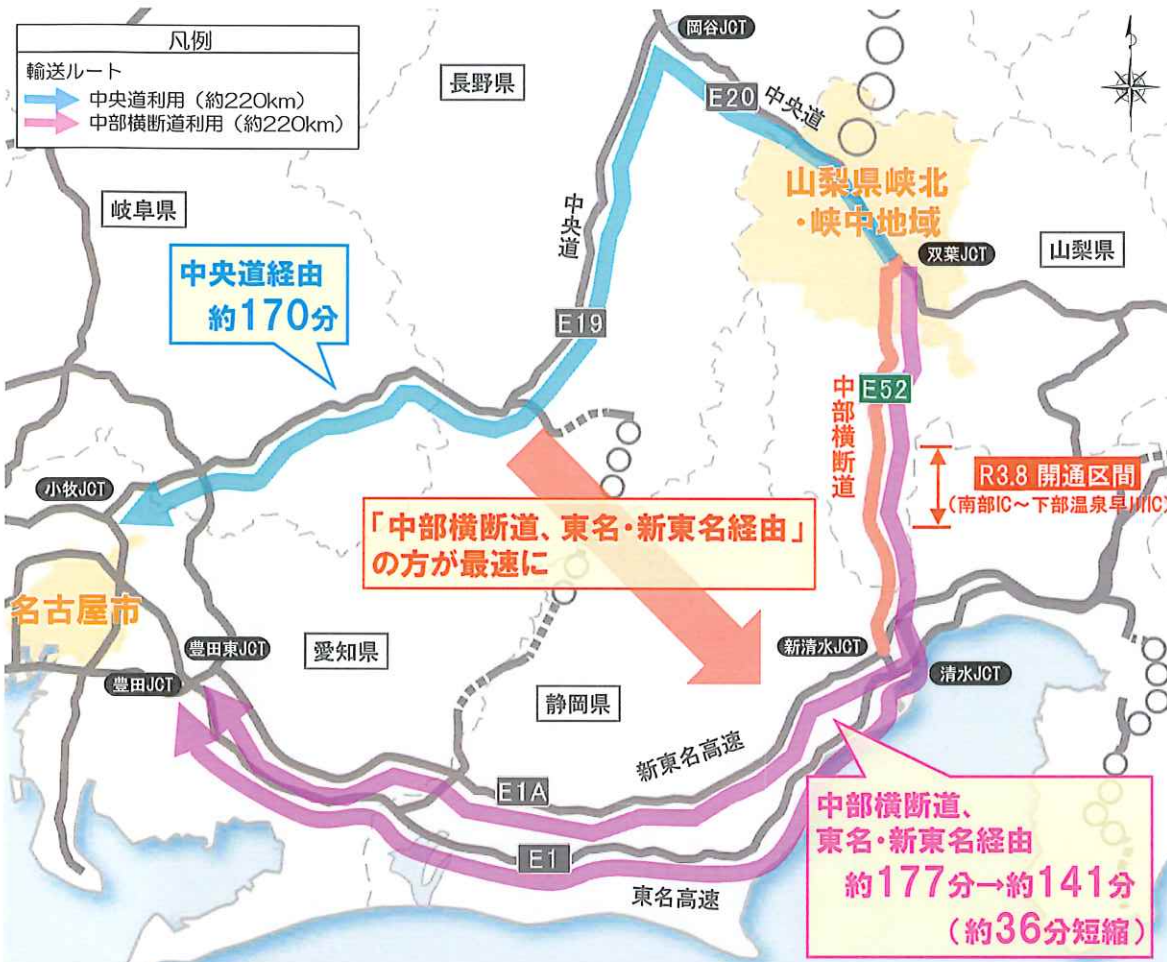 凡例
輸送ルート
中央道利用（約220km）
中部横断道利用（約220km）
岡谷JCT
長野県
E20
中央道
岐阜県
山梨県峡北
・峡中地域
中央道
双葉JCT
山梨県
中央道経由
約170分
E19
E52
中部横断道
R3.8 開通区間
(南部IC～下部温泉早川IC)
小牧JCT
「中部横断道、東名・新東名経由」
の方が最速に
名古屋市
豊田東JCT
愛知県
新清水JCT
豊田JCT
清水JCT
静岡県
新東名高速
E1A
中部横断道、
東名・新東名経由
約177分→約141分
（約36分短縮）
E1
東名高速